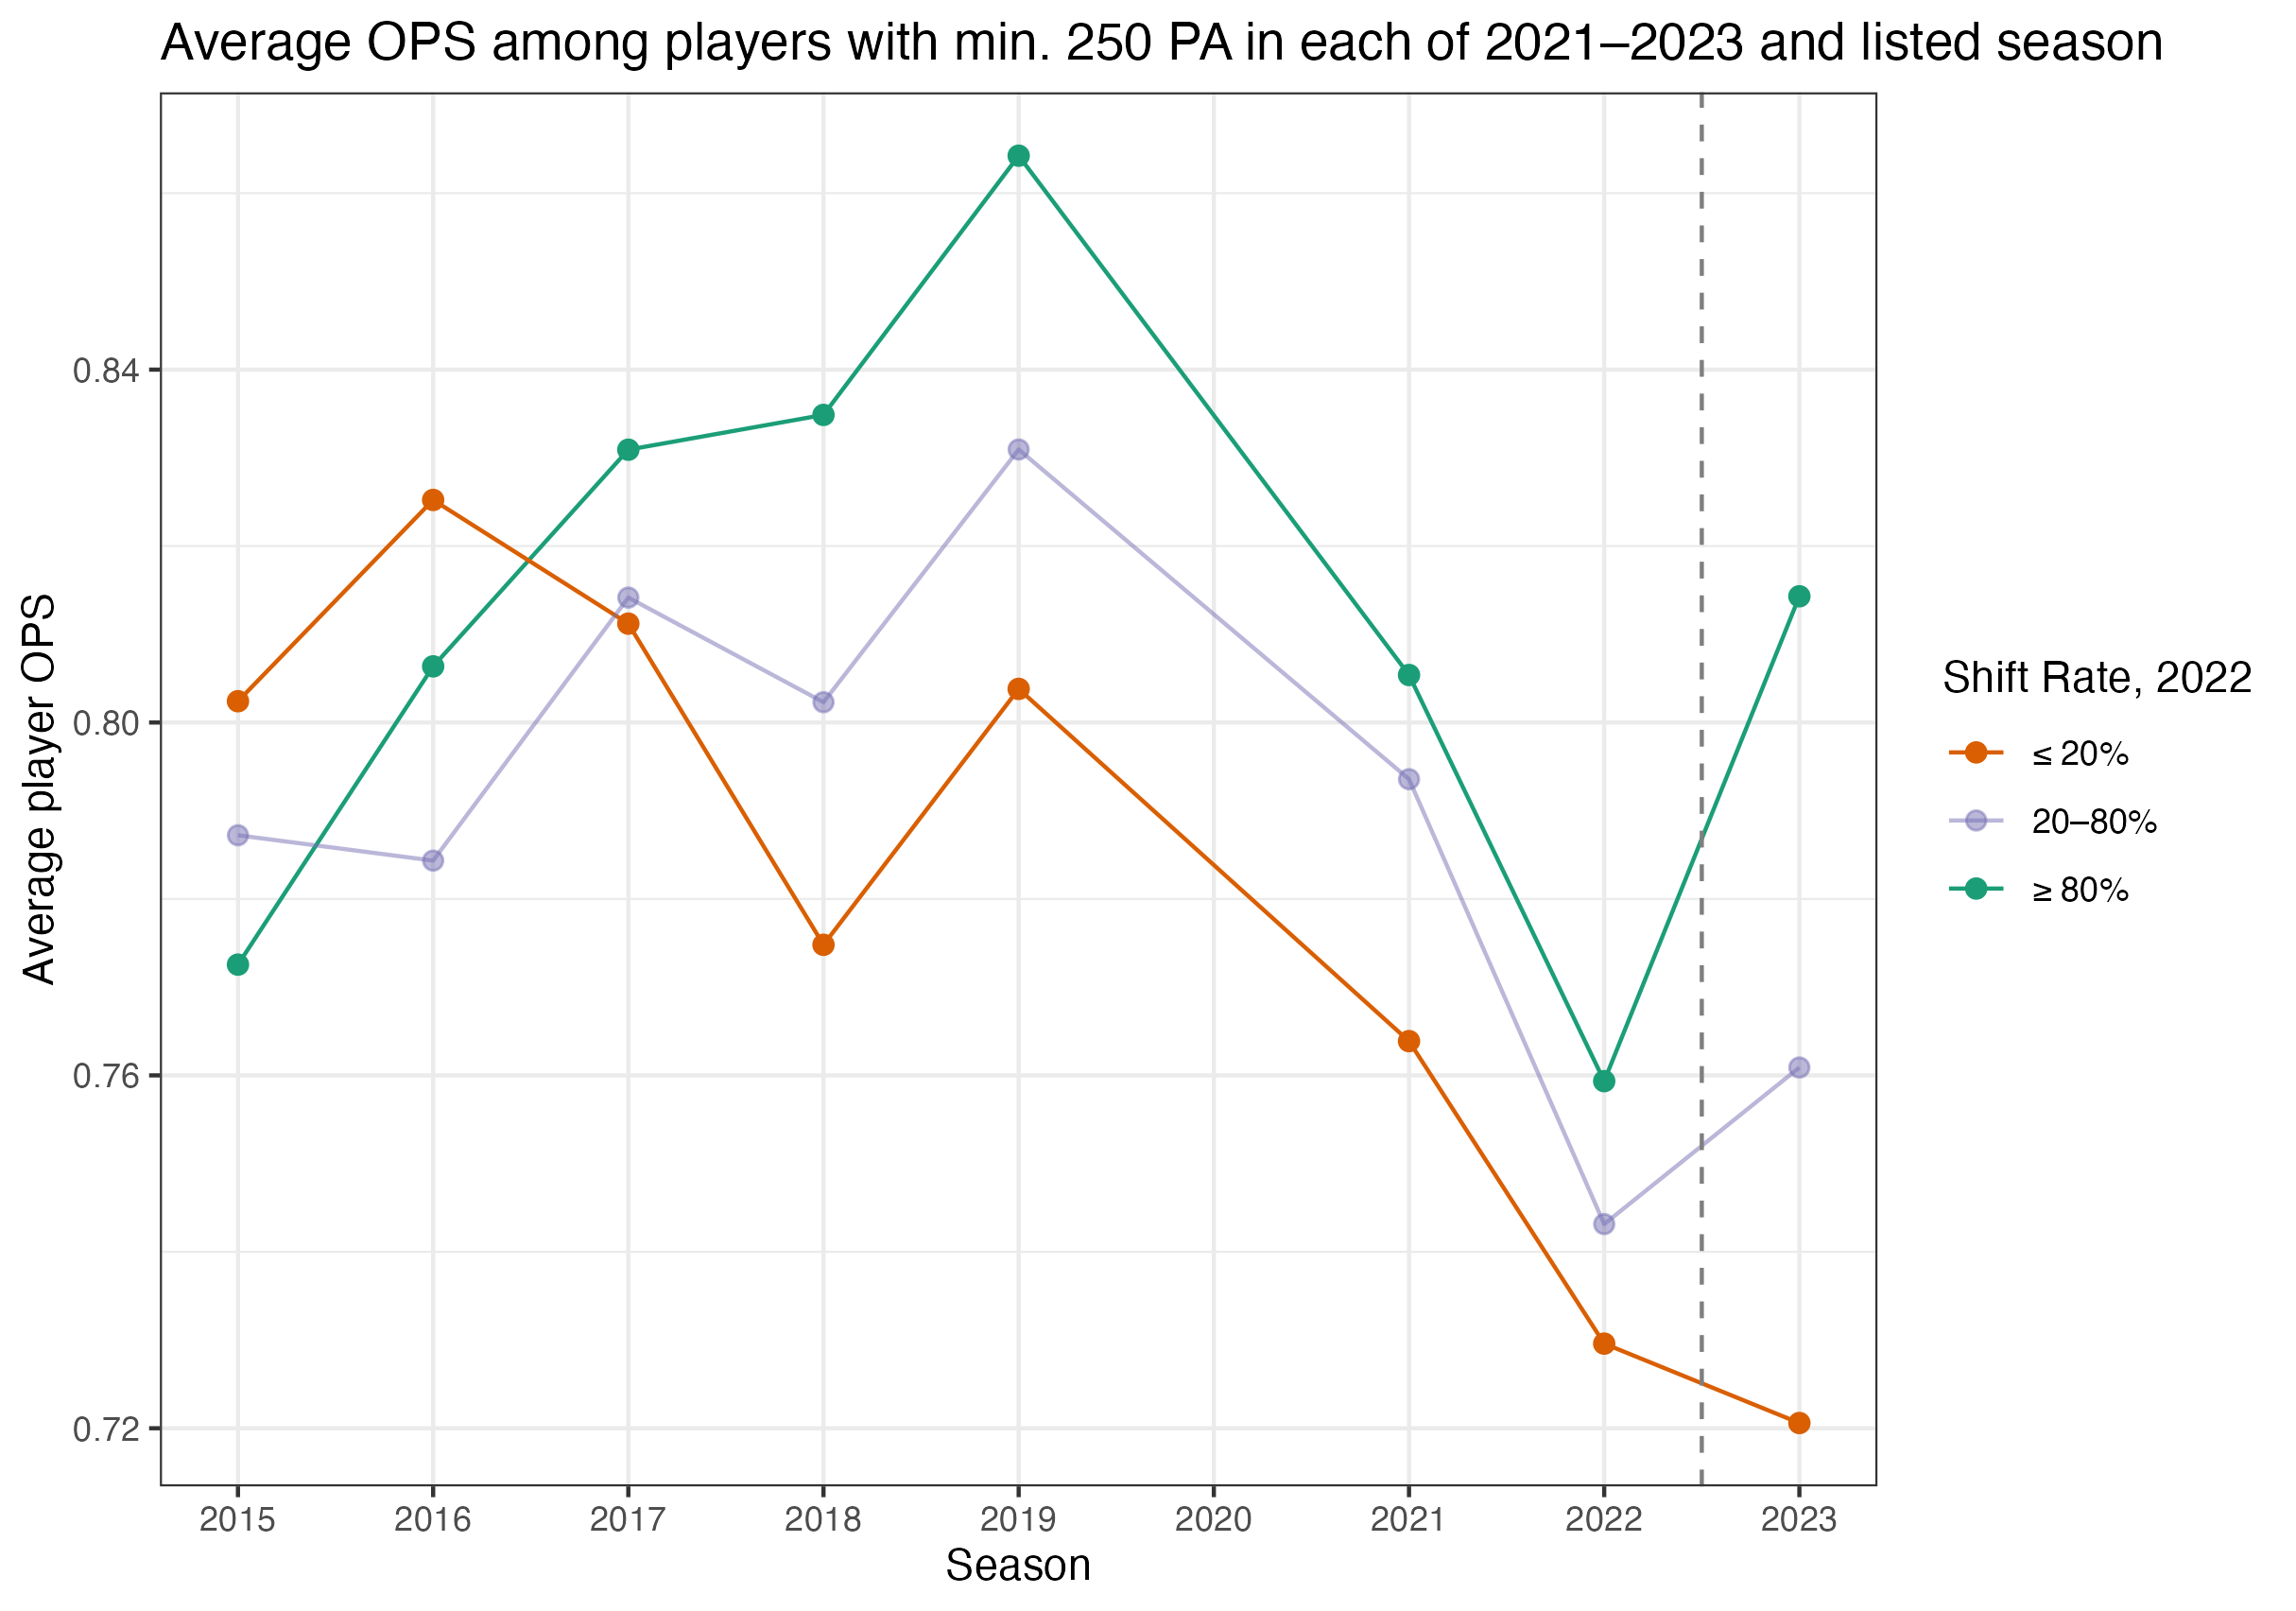 Average OPS among players with min. 250 PA in each of 2021–2023 and listed season
Average player OPS
0.84
0.80
0.76
0.72
2015 2016 2017 2018 2019 2020 2021 2022 2023
Season
Shift Rate, 2022
≤ 20%
20–80%
≥ 80%